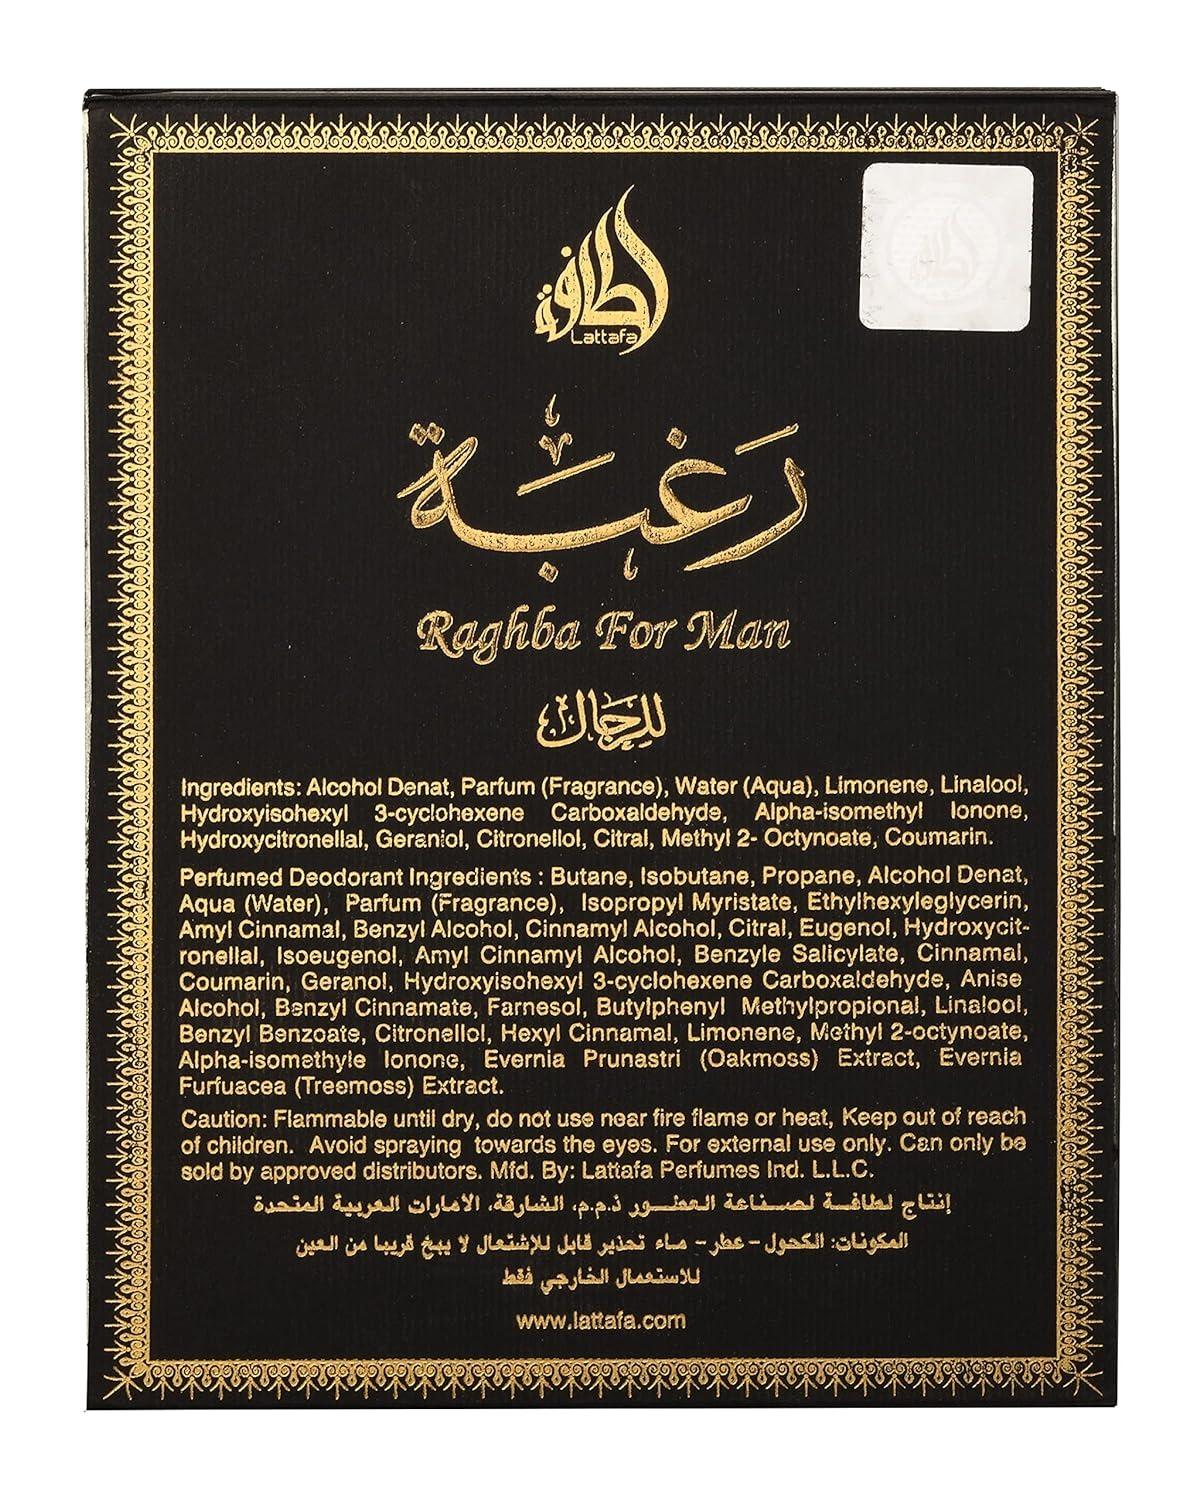 لطافة
Lattafa
رَغبَة
Raghba For Man
للرجال
Ingredients: Alcohol Denat, Parfum (Fragrance), Water (Aqua), Limonene, Linalool,
Hydroxyisohexyl 3-cyclohexene Carboxaldehyde, Alpha-isomethyl Ionone,
Hydroxycitronellal, Geraniol, Citronellol, Citral, Methyl 2- Octynoate, Coumarin.
Perfumed Deodorant Ingredients : Butane, Isobutane, Propane, Alcohol Denat,
Aqua (Water), Parfum (Fragrance), Isopropyl Myristate, Ethylhexyleglycerin,
Amyl Cinnamal, Benzyl Alcohol, Cinnamyl Alcohol, Citral, Eugenol, Hydroxycit-
ronellal, Isoeugenol, Amyl Cinnamyl Alcohol, Benzyle Salicylate, Cinnamal,
Coumarin, Geranol, Hydroxyisohexyl 3-cyclohexene Carboxaldehyde, Anise
Alcohol, Benzyl Cinnamate, Farnesol, Butylphenyl Methylpropional, Linalool,
Benzyl Benzoate, Citronellol, Hexyl Cinnamal, Limonene, Methyl 2-octynoate,
Alpha-isomethyle Ionone, Evernia Prunastri (Oakmoss) Extract, Evernia
Furfuacea (Treemoss) Extract.
Caution: Flammable until dry, do not use near fire flame or heat, Keep out of reach
of children. Avoid spraying towards the eyes. For external use only. Can only be
sold by approved distributors. Mfd. By: Lattafa Perfumes Ind. L.L.C.
إنتاج لطافة لصناعة العطور ذ.م.م، الشارقة، الأمارات العربية المتحدة
المكونات: الكحول - عطر - ماء تحذير قابل للإشتعال لا يبخ قريبا من العين
للاستعمال الخارجي فقط
www.lattafa.com